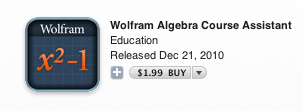 Wolfram
x²-1
Wolfram Algebra Course Assistant
Education
Released Dec 21, 2010
$1.99 BUY